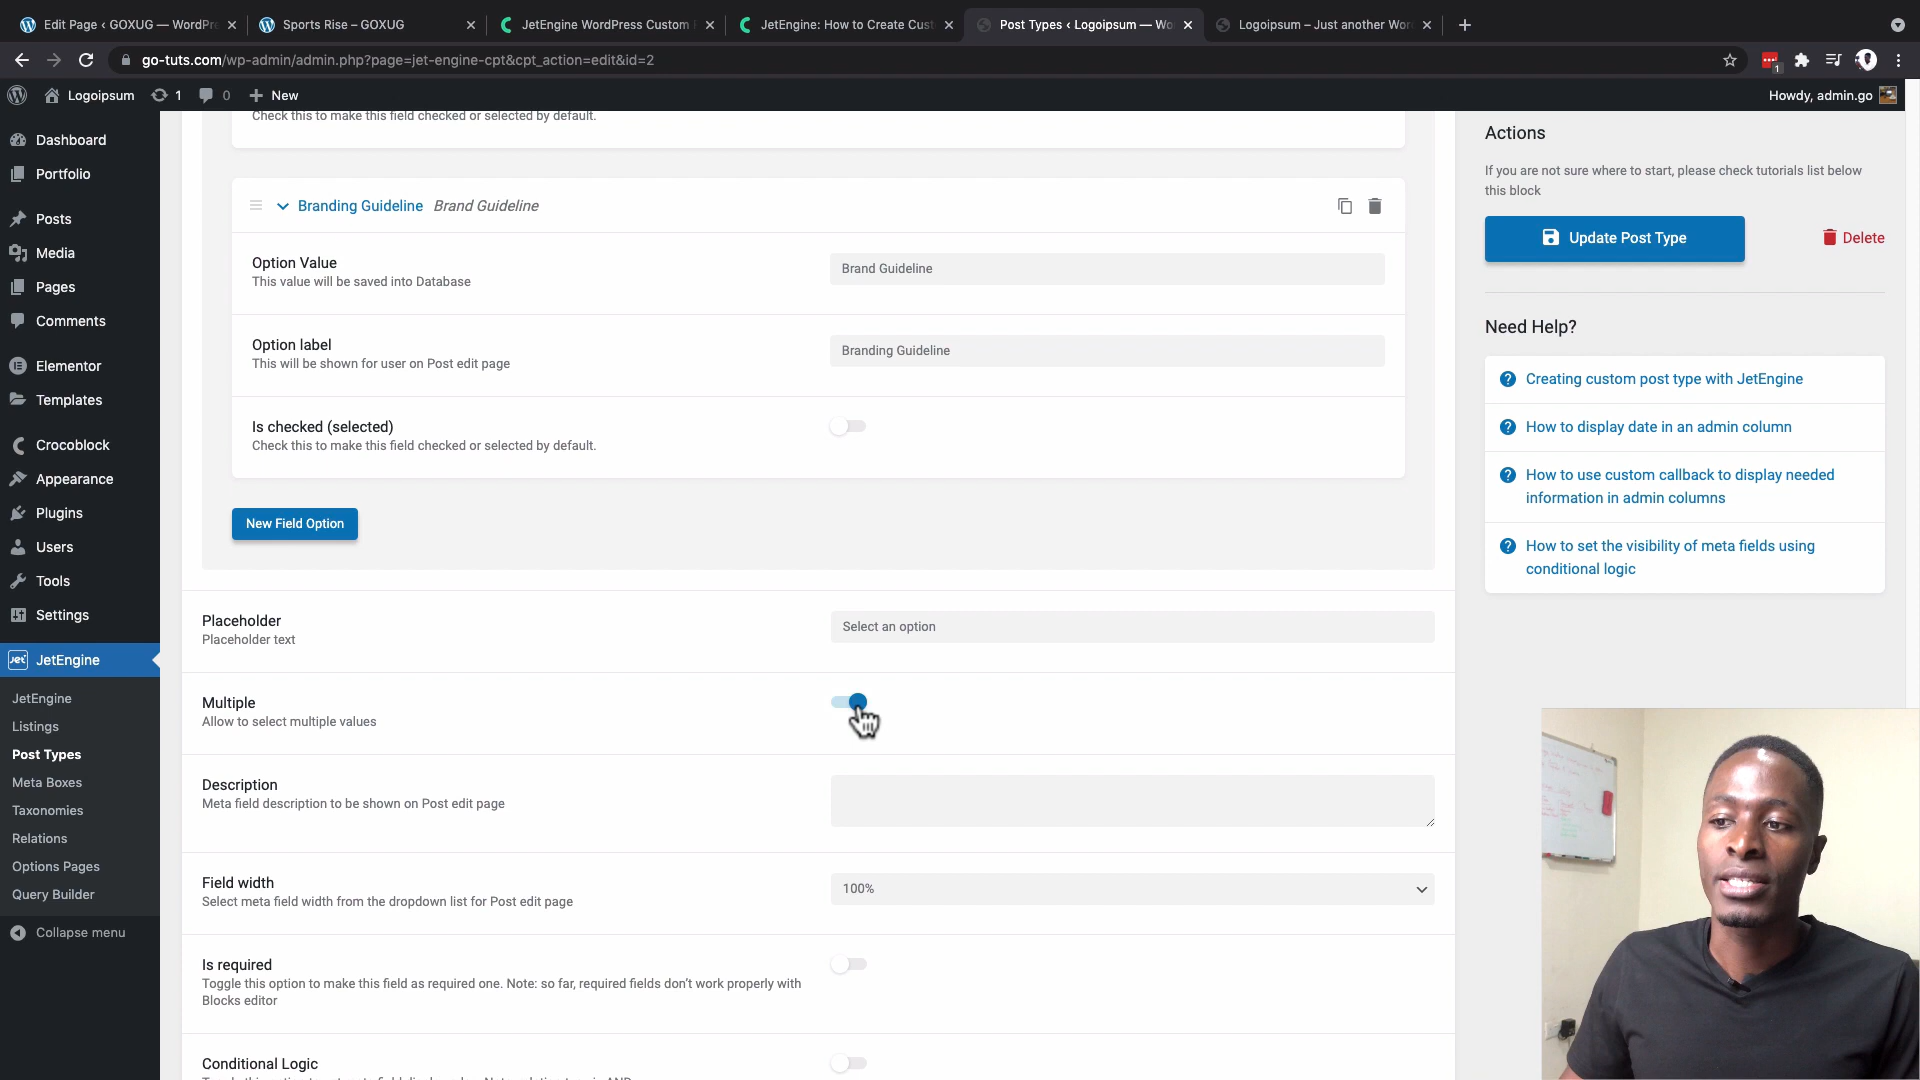 Edit Page ‹ GOXUG — WordPre
Sports Rise – GOXUG
JetEngine WordPress Custom
JetEngine: How to Create Cust
Post Types ‹ Logoipsum — Wo
Logoipsum – Just another Wor
go-tuts.com/wp-admin/admin.php?page=jet-engine-cpt&cpt_action=edit&id=2
1
Logoipsum
1
0
New
Howdy, admin.go
Dashboard
Portfolio
Posts
Media
Pages
Comments
Elementor
Templates
Crocoblock
Appearance
Plugins
Users
Tools
Settings
Jet JetEngine
JetEngine
Listings
Post Types
Meta Boxes
Taxonomies
Relations
Options Pages
Query Builder
Collapse menu
Check this to make this field checked or selected by default.
Branding Guideline Brand Guideline
Option Value
This value will be saved into Database
Brand Guideline
Option label
This will be shown for user on Post edit page
Branding Guideline
Is checked (selected)
Check this to make this field checked or selected by default.
New Field Option
Placeholder
Placeholder text
Select an option
Multiple
Allow to select multiple values
Description
Meta field description to be shown on Post edit page
Field width
Select meta field width from the dropdown list for Post edit page
100%
Is required
Toggle this option to make this field as required one. Note: so far, required fields don't work properly with
Blocks editor
Conditional Logic
Actions
If you are not sure where to start, please check tutorials list below
this block
Update Post Type
Delete
Need Help?
Creating custom post type with JetEngine
How to display date in an admin column
How to use custom callback to display needed
information in admin columns
How to set the visibility of meta fields using
conditional logic